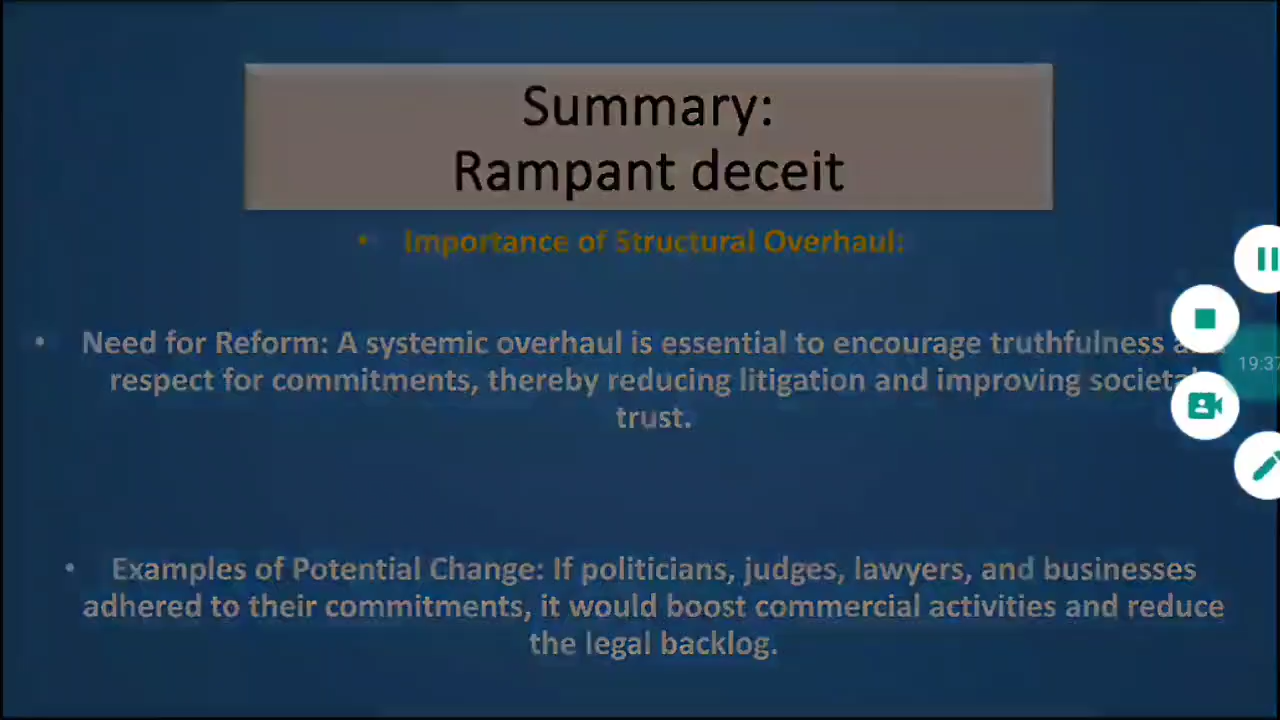 Summary:
Rampant deceit
• Importance of Structural Overhaul:
• Need for Reform: A systemic overhaul is essential to encourage truthfulness
respect for commitments, thereby reducing litigation and improving societal
trust.
19:37
• Examples of Potential Change: If politicians, judges, lawyers, and businesses
adhered to their commitments, it would boost commercial activities and reduce
the legal backlog.